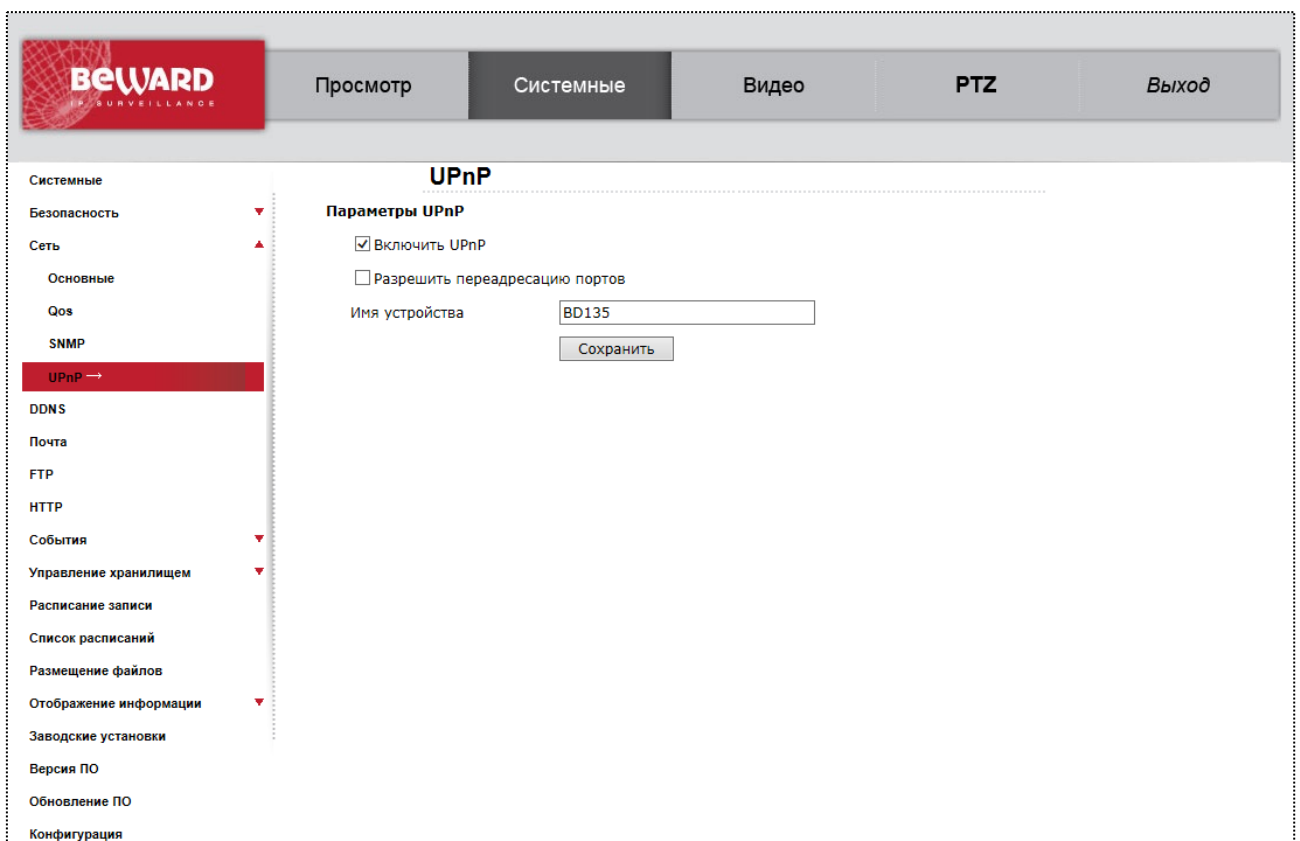 BEWARD
IP SURVEILLANCE
Просмотр
Системные
Видео
PTZ
Выход
Системные
Безопасность
Сеть
Основные
Qos
SNMP
UPnP →
DDNS
Почта
FTP
HTTP
События
Управление хранилищем
Расписание записи
Список расписаний
Размещение файлов
Отображение информации
Заводские установки
Версия ПО
Обновление ПО
Конфигурация
UPnP
Параметры UPnP
Включить UPnP
Разрешить переадресацию портов
Имя устройства BD135
Сохранить